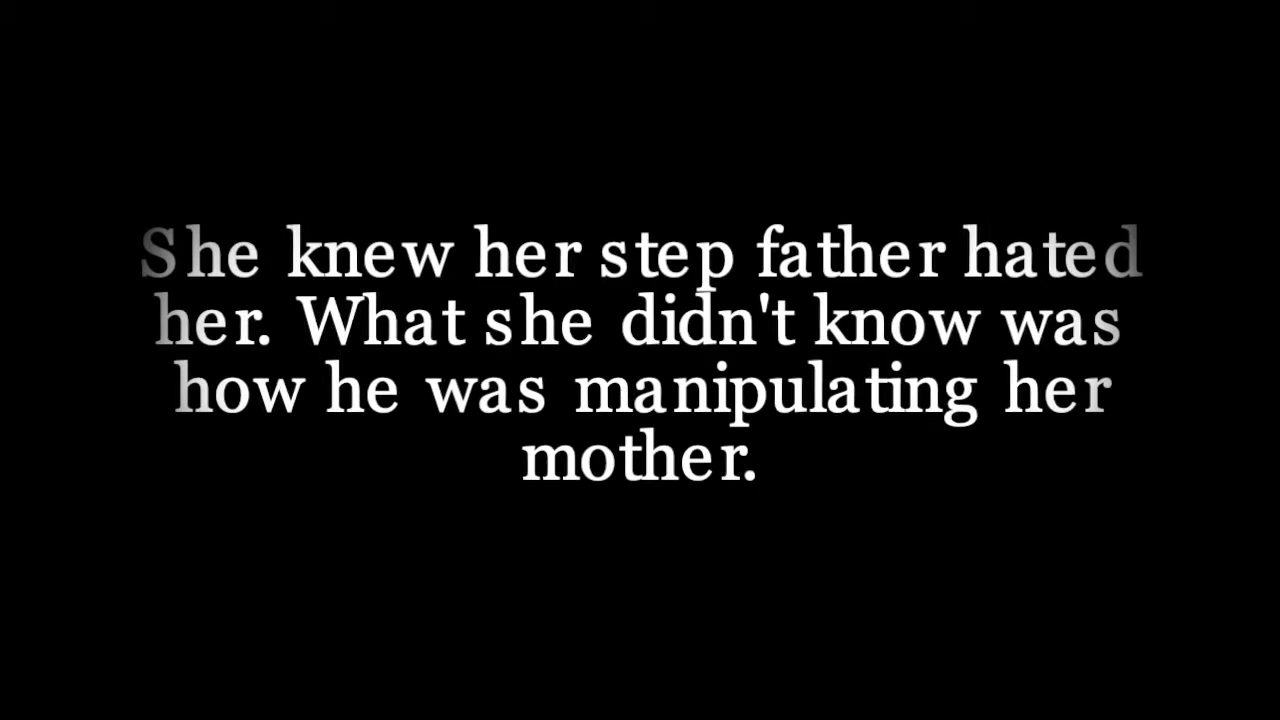 She knew her step father hated
her. What she didn't know was
how he was manipulating her
mother.